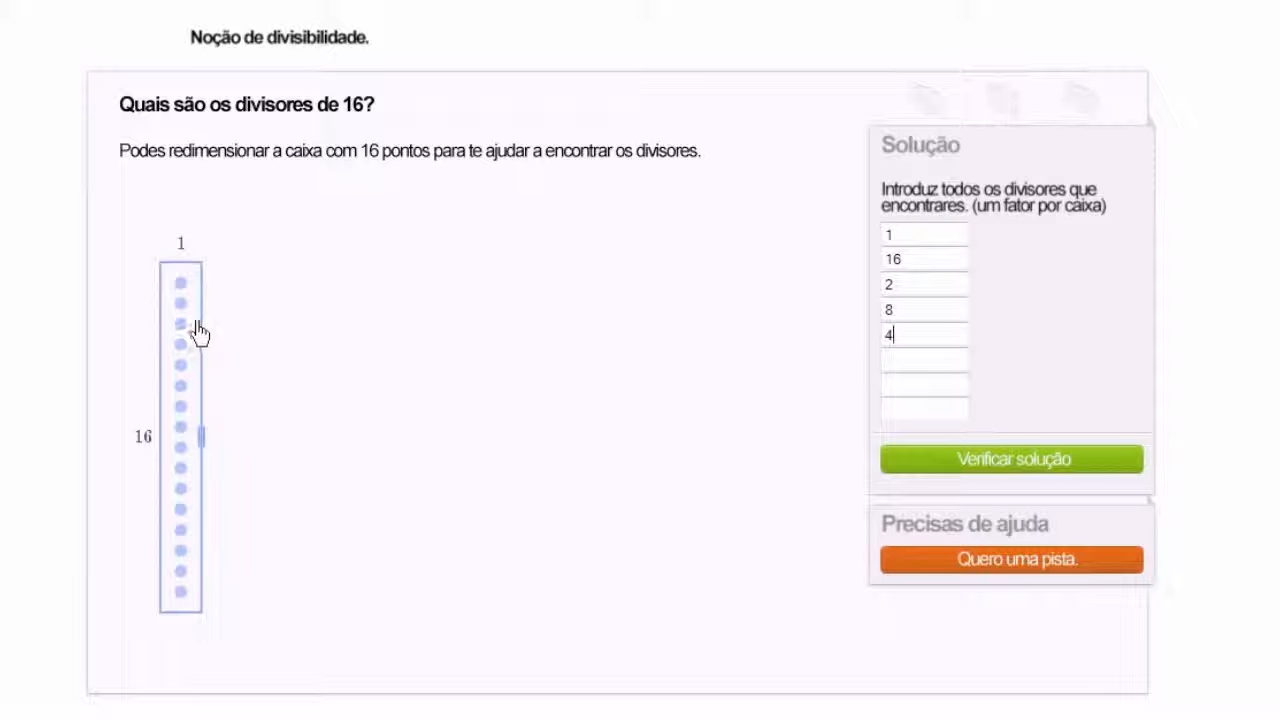 Noção de divisibilidade.
Quais são os divisores de 16?
Podes redimensionar a caixa com 16 pontos para te ajudar a encontrar os divisores.
1
16
Solução
Introduz todos os divisores que
encontrares. (um fator por caixa)
1
16
2
8
4
Verificar solução
Precisas de ajuda
Quero uma pista.